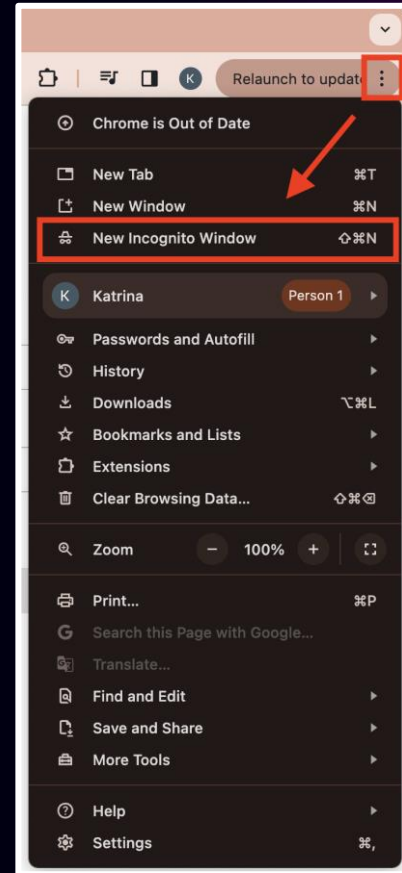 K Relaunch to update
Chrome is Out of Date
New Tab ⌘T
New Window ⌘N
New Incognito Window ⇧⌘N
K Katrina Person 1
Passwords and Autofill
History
Downloads ⌥⌘L
Bookmarks and Lists
Extensions
Clear Browsing Data... ⇧⌘⌫
Zoom − 100% +
Print... ⌘P
G Search this Page with Google...
Translate...
Find and Edit
Save and Share
More Tools
Help
Settings ⌘,